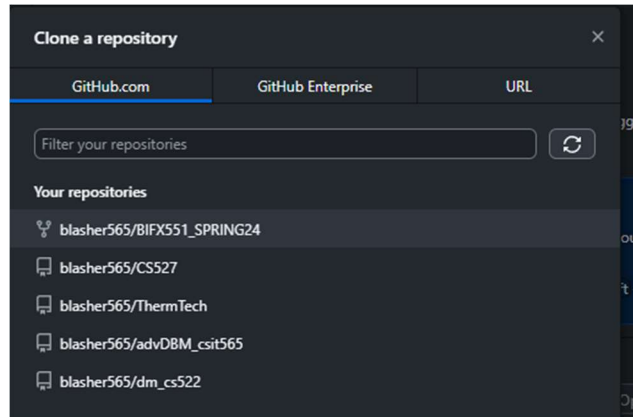 Clone a repository
GitHub.com GitHub Enterprise URL
Filter your repositories
Your repositories
blasher565/BIFX551_SPRING24
blasher565/CS527
blasher565/ThermTech
blasher565/advDBM_csit565
blasher565/dm_cs522